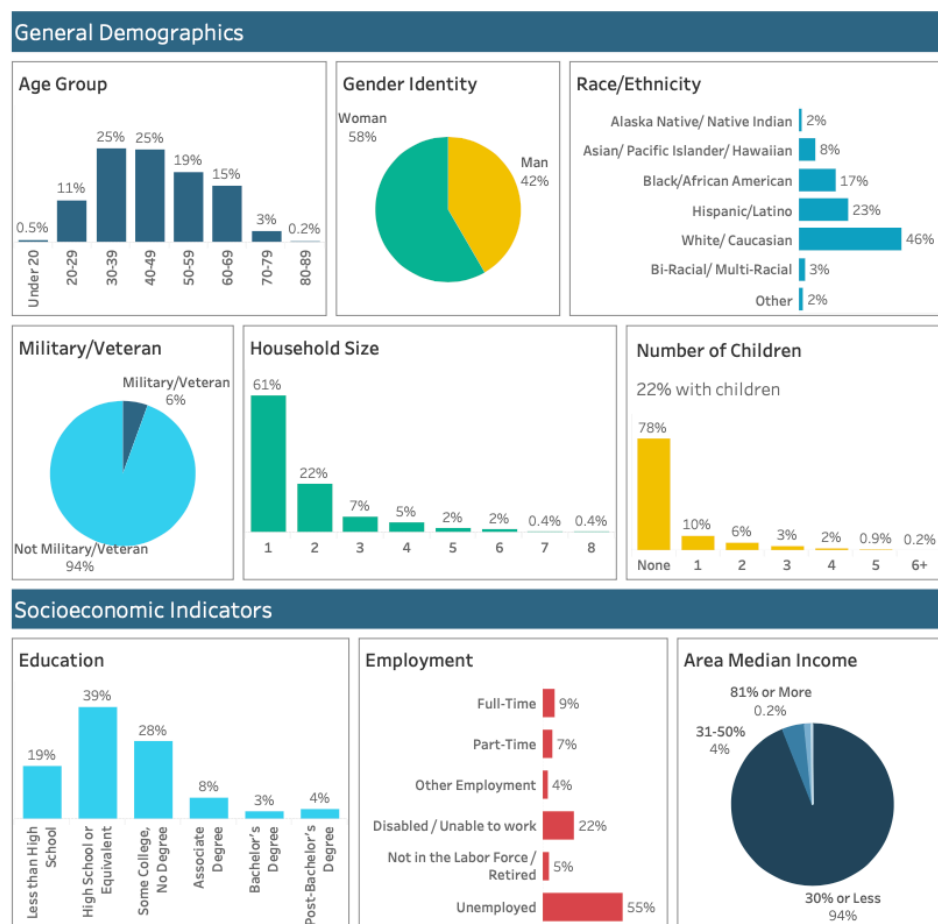 General Demographics
Age Group
0.5%
11%
25%
25%
19%
15%
3%
0.2%
Under 20
20-29
30-39
40-49
50-59
60-69
70-79
80-89
Gender Identity
Woman
58%
Man
42%
Race/Ethnicity
Alaska Native/ Native Indian 2%
Asian/ Pacific Islander/ Hawaiian 8%
Black/African American 17%
Hispanic/Latino 23%
White/ Caucasian 46%
Bi-Racial/ Multi-Racial 3%
Other 2%
Military/Veteran
Military/Veteran
6%
Not Military/Veteran
94%
Household Size
61%
22%
7%
5%
2%
2%
0.4%
0.4%
1 2 3 4 5 6 7 8
Number of Children
22% with children
78%
10%
6%
3%
2%
0.9%
0.2%
None 1 2 3 4 5 6+
Socioeconomic Indicators
Education
19%
39%
28%
8%
3%
4%
Less than High
School
High School or
Equivalent
Some College,
No Degree
Associate
Degree
Bachelor's
Degree
Post-Bachelor's
Degree
Employment
Full-Time 9%
Part-Time 7%
Other Employment 4%
Disabled / Unable to work 22%
Not in the Labor Force /
Retired 5%
Unemployed 55%
Area Median Income
81% or More
0.2%
31-50%
4%
30% or Less
94%